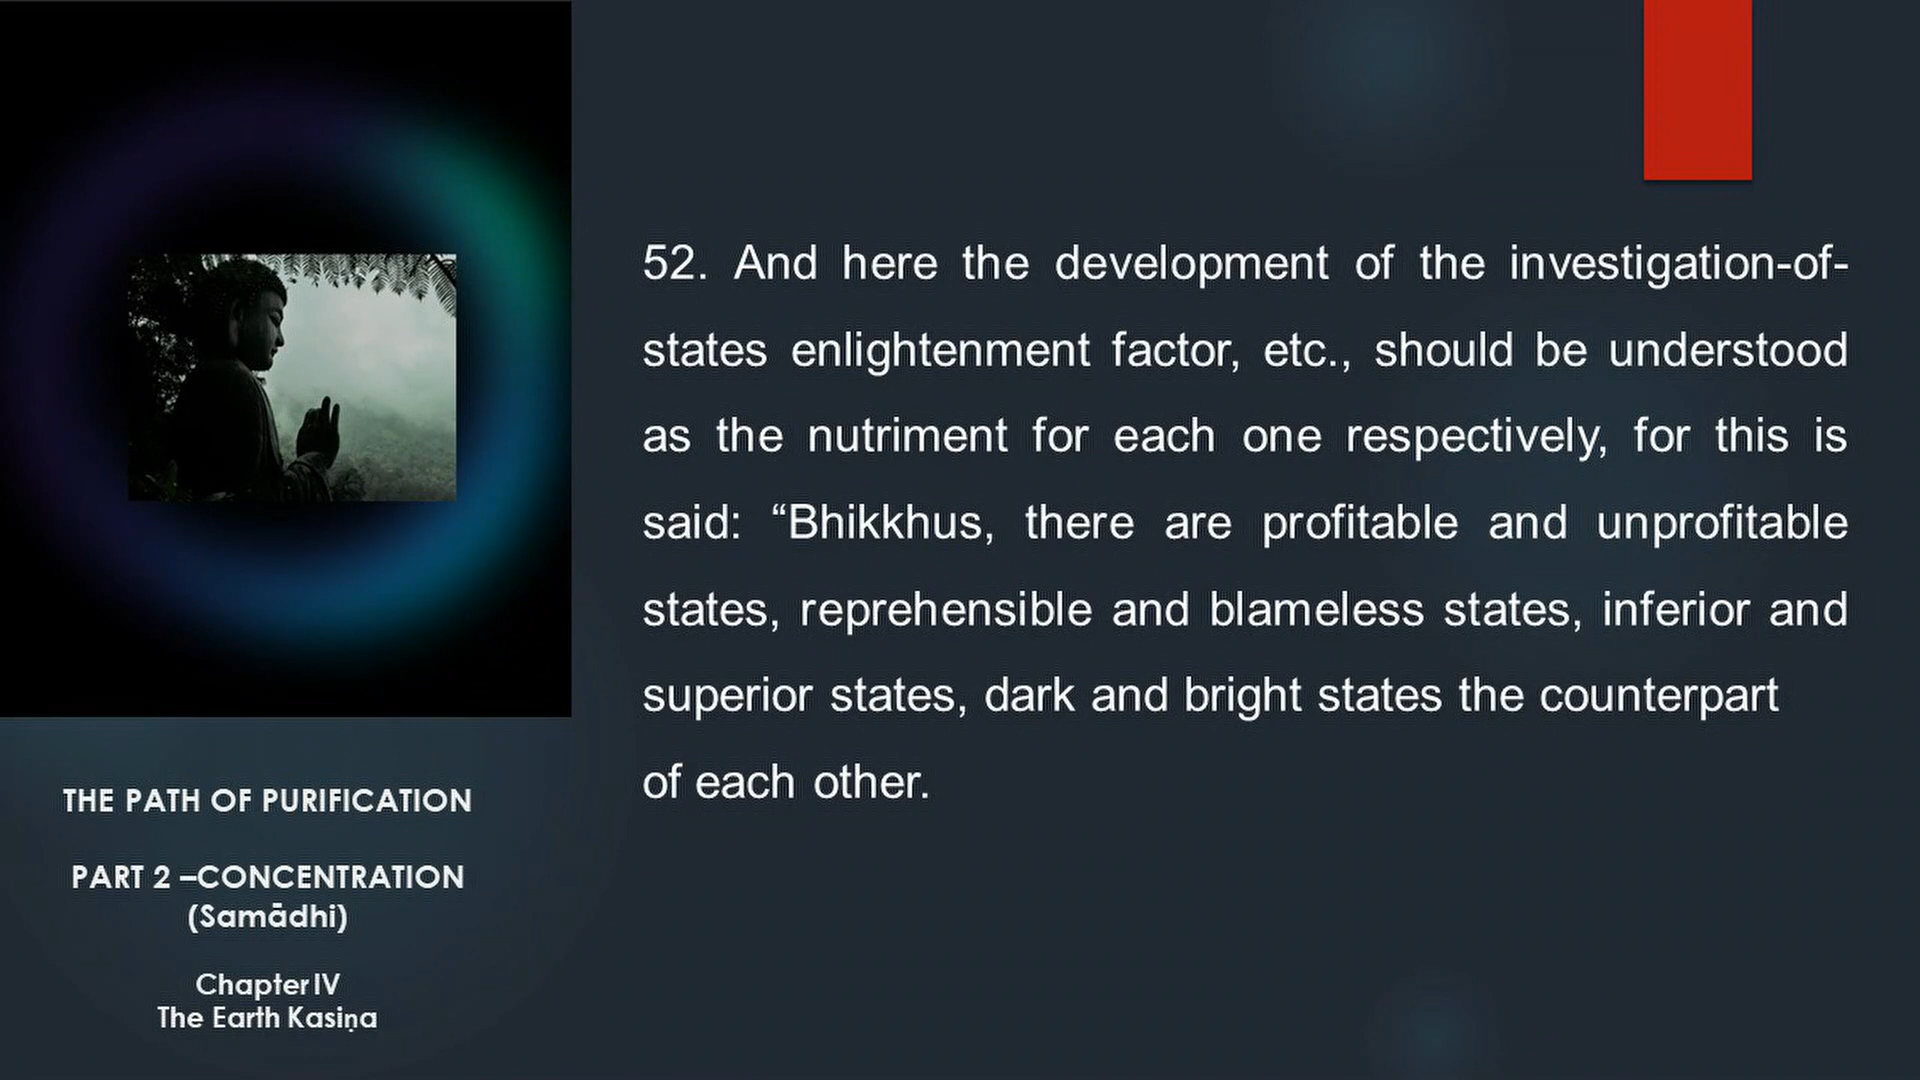 52. And here the development of the investigation-of-
states enlightenment factor, etc., should be understood
as the nutriment for each one respectively, for this is
said: “Bhikkhus, there are profitable and unprofitable
states, reprehensible and blameless states, inferior and
superior states, dark and bright states the counterpart
of each other.
THE PATH OF PURIFICATION
PART 2 –CONCENTRATION
(Samādhi)
Chapter IV
The Earth Kasiṇa